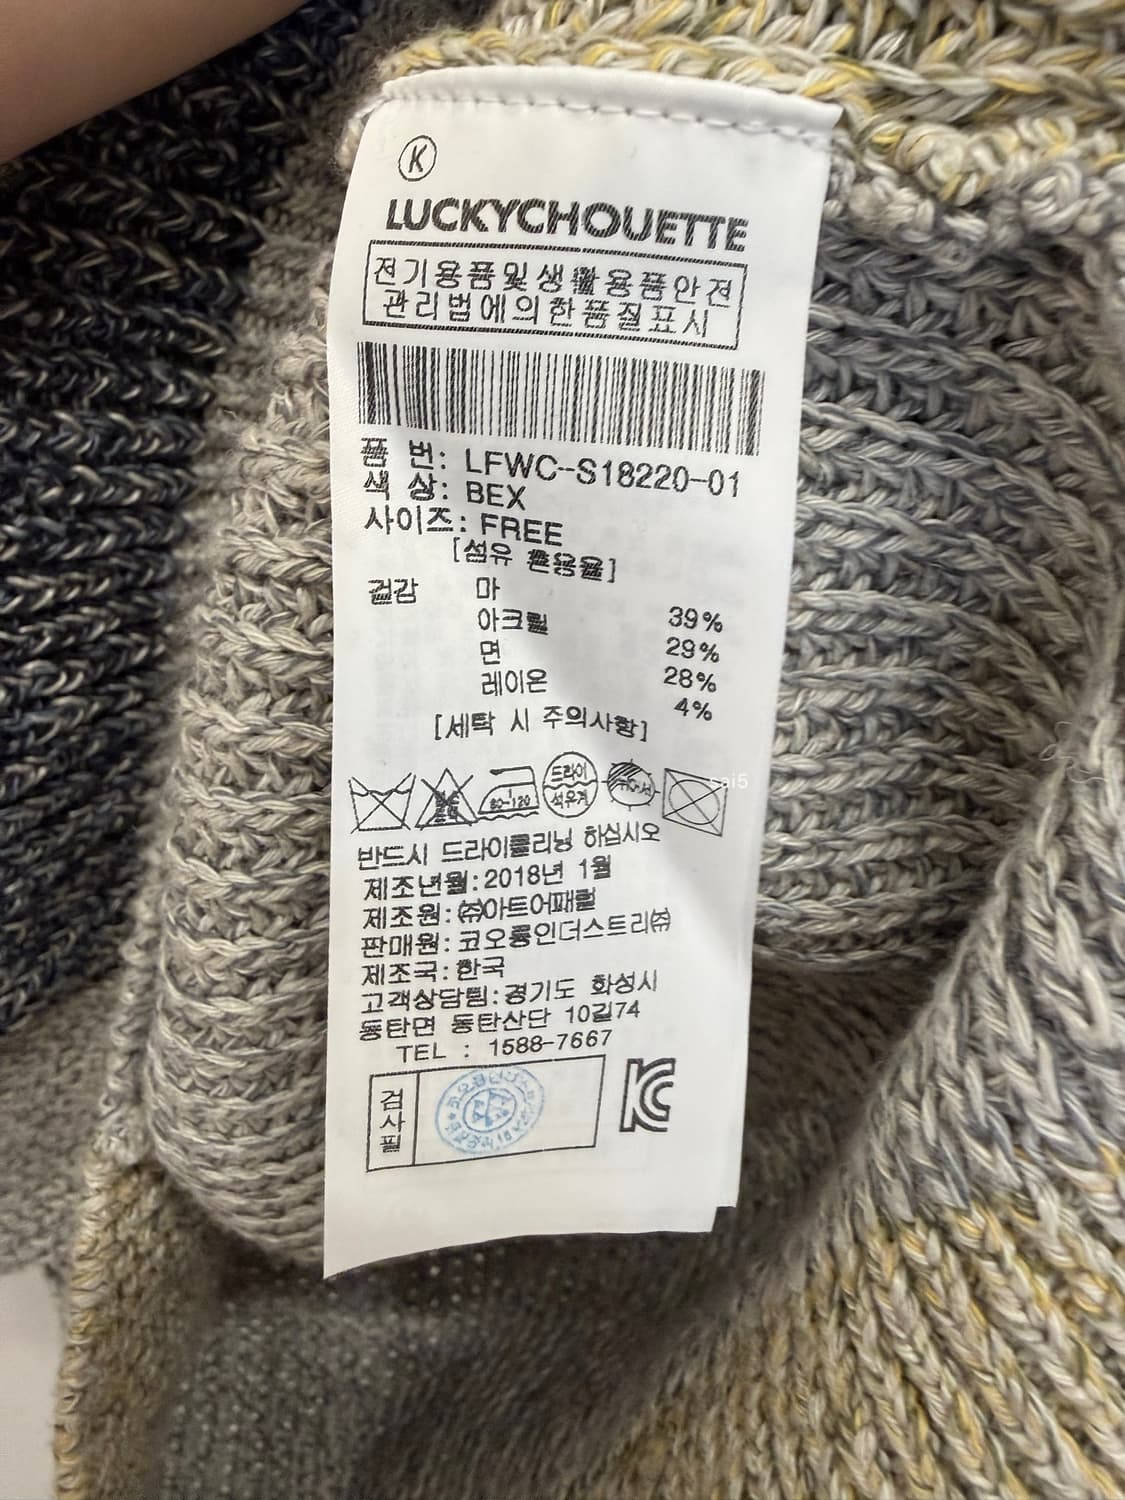 K
LUCKYCHOUETTE
전기용품및생활용품안전
관리법에의한품질표시
품 번: LFWC-S18220-01
색 상: BEX
사이즈: FREE
[섬유 혼용율]
겉감 마 39%
아크릴 29%
면 28%
레이온 4%
[세탁 시 주의사항]
80-120
드라이
석유계
sai5
반드시 드라이클리닝 하십시오
제조년월:2018년 1월
제조원:㈜아트어패럴
판매원:코오롱인더스트리㈜
제조국:한국
고객상담팀:경기도 화성시
동탄면 동탄산단 10길74
TEL : 1588-7667
검사필
KC